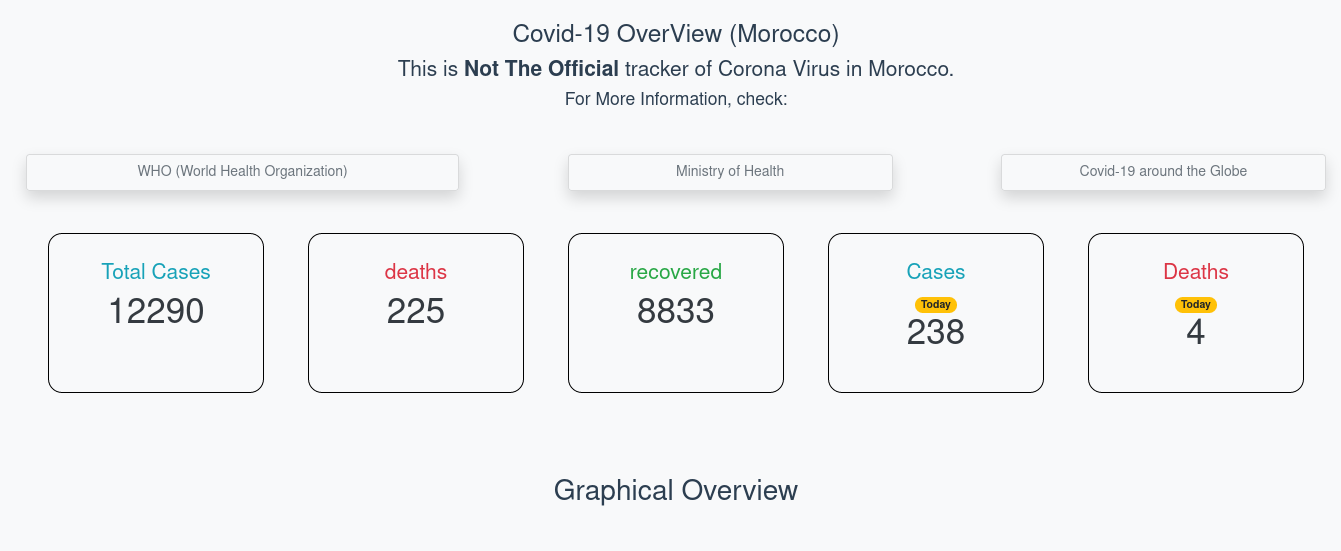 Covid-19 OverView (Morocco)
This is Not The Official tracker of Corona Virus in Morocco.
For More Information, check:
WHO (World Health Organization)
Ministry of Health
Covid-19 around the Globe
Total Cases
12290
deaths
225
recovered
8833
Cases
Today
238
Deaths
Today
4
Graphical Overview